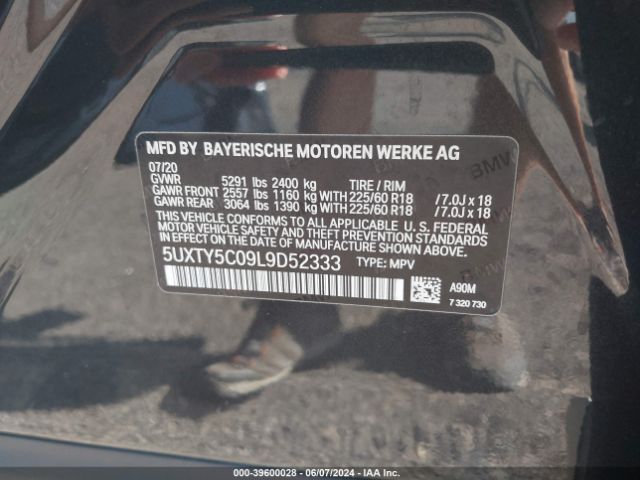 MFD BY BAYERISCHE MOTOREN WERKE AG
07/20
GVWR 5291 lbs 2400 kg TIRE / RIM
GAWR FRONT 2557 lbs 1160 kg WITH 225/60 R18 /7.0J x 18
GAWR REAR 3064 lbs 1390 kg WITH 225/60 R18 /7.0J x 18
THIS VEHICLE CONFORMS TO ALL APPLICABLE U. S. FEDERAL
MOTOR VEHICLE SAFETY, BUMPER, AND THEFT PREVENTION
STANDARDS IN EFFECT ON THE DATE OF MANUFACTURE SHOWN ABOVE.
5UXTY5C09L9D52333 TYPE: MPV
A90M
7 320 730
000-39600028 - 06/07/2024 - IAA Inc.